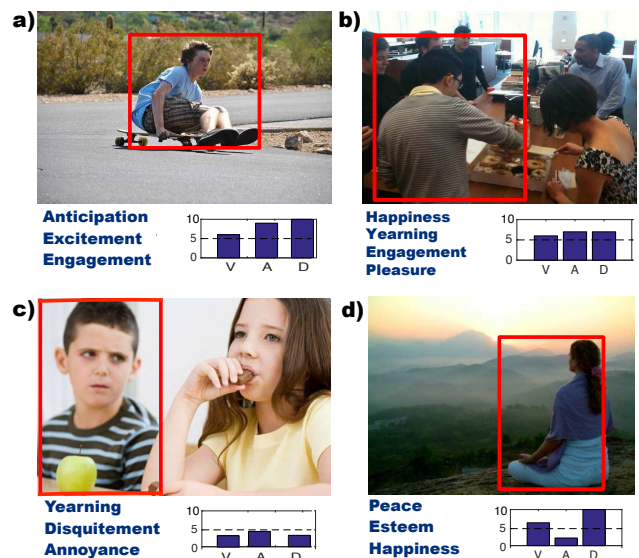 a)
Anticipation
Excitement
Engagement
10
5
0
V A D
b)
Happiness
Yearning
Engagement
Pleasure
10
5
0
V A D
c)
Yearning
Disquitement
Annoyance
10
5
0
V A D
d)
Peace
Esteem
Happiness
10
5
0
V A D